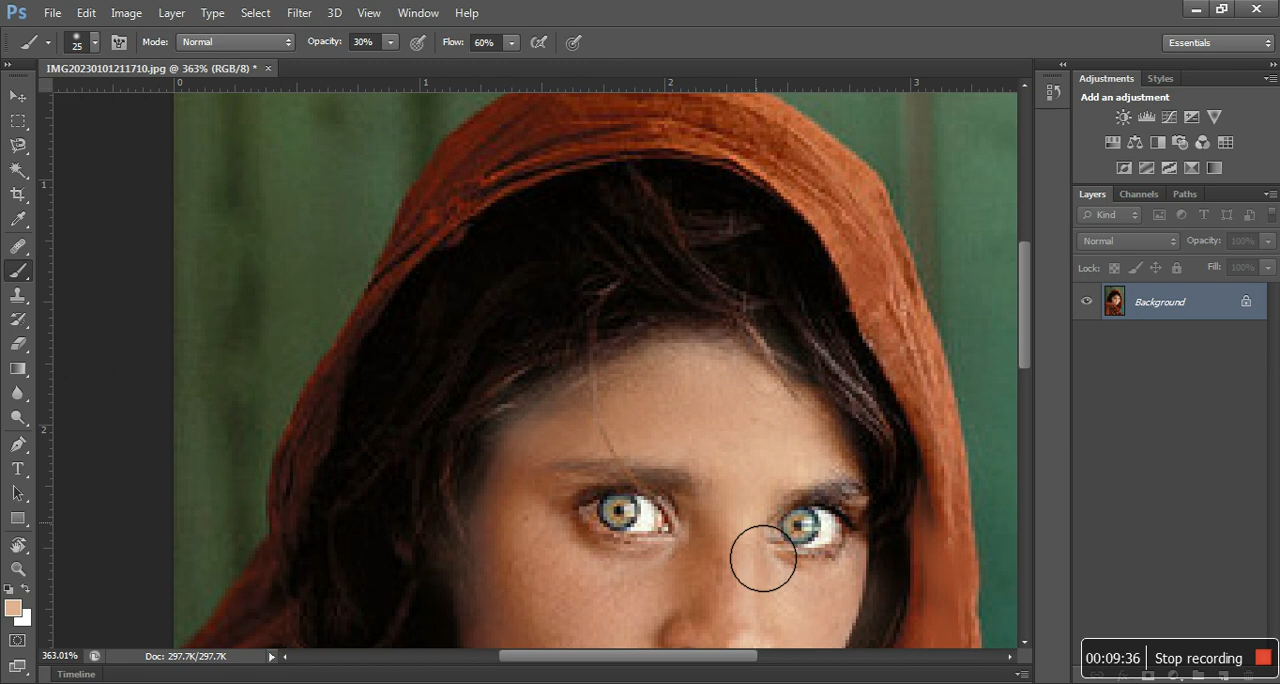 Ps File Edit Image Layer Type Select Filter 3D View Window Help
25 Mode: Normal Opacity: 30% Flow: 60% Essentials
IMG20230101211710.jpg @ 363% (RGB/8) * ×
0 1 2 3
1
2
Adjustments Styles
Add an adjustment
Layers Channels Paths
Kind
Normal Opacity: 100%
Lock: Fill: 100%
Background
363.01% Doc: 297.7K/297.7K
Timeline
00:09:36 Stop recording